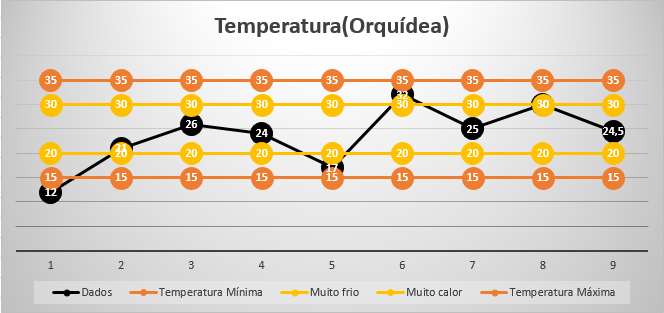 Temperatura(Orquídea)
35 35 35 35 35 35 35 35 35
32
30 30 30 30 30 30 30 30 30
26 25 24,5
24
21
20 20 20 20 20 20 20 20 20
17
15 15 15 15 15 15 15 15 15
12
1 2 3 4 5 6 7 8 9
Dados Temperatura Mínima Muito frio Muito calor Temperatura Máxima